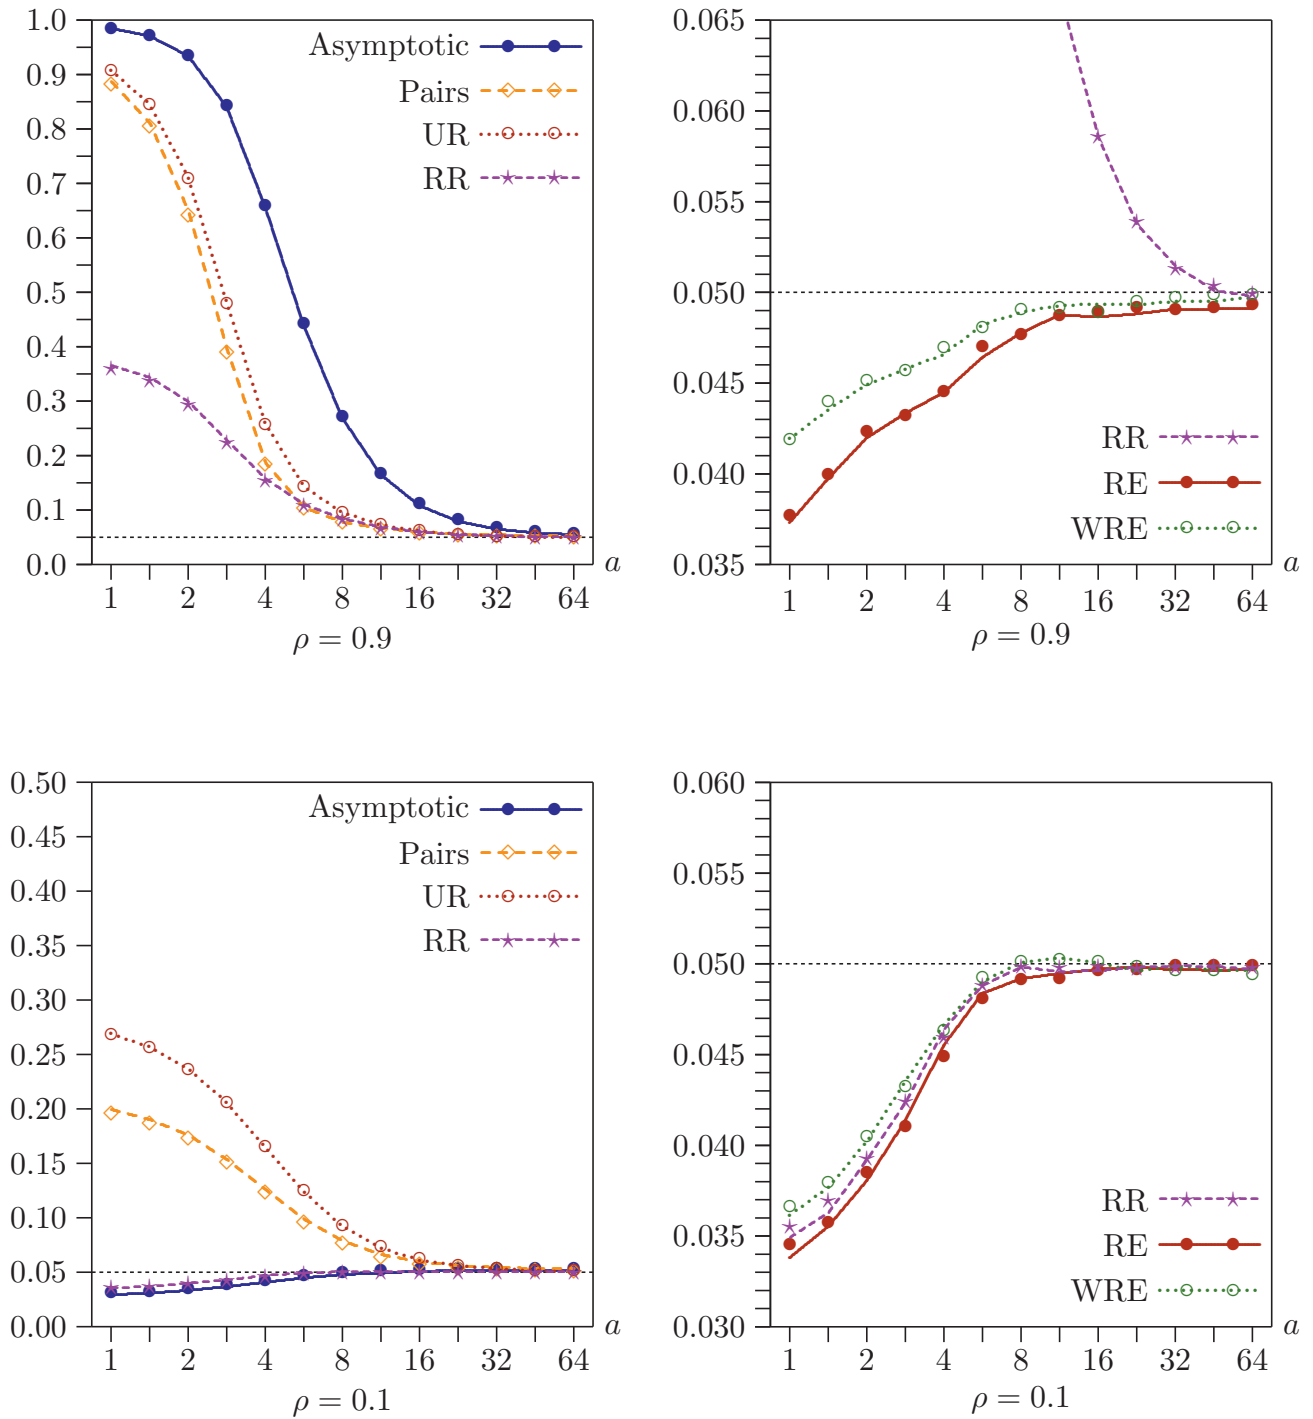 1.0
0.9
0.8
0.7
0.6
0.5
0.4
0.3
0.2
0.1
0.0
1 2 4 8 16 32 64
a
ρ = 0.9
Asymptotic
Pairs
UR
RR
0.065
0.060
0.055
0.050
0.045
0.040
0.035
1 2 4 8 16 32 64
a
ρ = 0.9
RR
RE
WRE
0.50
0.45
0.40
0.35
0.30
0.25
0.20
0.15
0.10
0.05
0.00
1 2 4 8 16 32 64
a
ρ = 0.1
Asymptotic
Pairs
UR
RR
0.060
0.055
0.050
0.045
0.040
0.035
0.030
1 2 4 8 16 32 64
a
ρ = 0.1
RR
RE
WRE